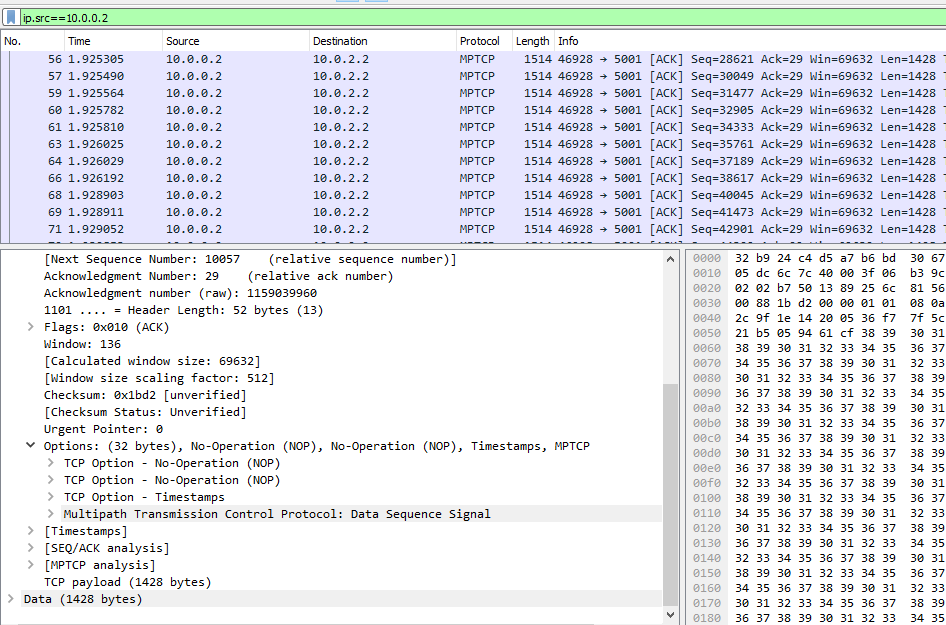 ip.src==10.0.0.2
No. Time Source Destination Protocol Length Info
56 1.925305 10.0.0.2 10.0.2.2 MPTCP 1514 46928 → 5001 [ACK] Seq=28621 Ack=29 Win=69632 Len=1428
57 1.925490 10.0.0.2 10.0.2.2 MPTCP 1514 46928 → 5001 [ACK] Seq=30049 Ack=29 Win=69632 Len=1428
59 1.925564 10.0.0.2 10.0.2.2 MPTCP 1514 46928 → 5001 [ACK] Seq=31477 Ack=29 Win=69632 Len=1428
60 1.925782 10.0.0.2 10.0.2.2 MPTCP 1514 46928 → 5001 [ACK] Seq=32905 Ack=29 Win=69632 Len=1428
61 1.925810 10.0.0.2 10.0.2.2 MPTCP 1514 46928 → 5001 [ACK] Seq=34333 Ack=29 Win=69632 Len=1428
63 1.926025 10.0.0.2 10.0.2.2 MPTCP 1514 46928 → 5001 [ACK] Seq=35761 Ack=29 Win=69632 Len=1428
64 1.926029 10.0.0.2 10.0.2.2 MPTCP 1514 46928 → 5001 [ACK] Seq=37189 Ack=29 Win=69632 Len=1428
66 1.926192 10.0.0.2 10.0.2.2 MPTCP 1514 46928 → 5001 [ACK] Seq=38617 Ack=29 Win=69632 Len=1428
68 1.928903 10.0.0.2 10.0.2.2 MPTCP 1514 46928 → 5001 [ACK] Seq=40045 Ack=29 Win=69632 Len=1428
69 1.928911 10.0.0.2 10.0.2.2 MPTCP 1514 46928 → 5001 [ACK] Seq=41473 Ack=29 Win=69632 Len=1428
71 1.929052 10.0.0.2 10.0.2.2 MPTCP 1514 46928 → 5001 [ACK] Seq=42901 Ack=29 Win=69632 Len=1428
[Next Sequence Number: 10057 (relative sequence number)]
Acknowledgment Number: 29 (relative ack number)
Acknowledgment number (raw): 1159039960
1101 .... = Header Length: 52 bytes (13)
Flags: 0x010 (ACK)
Window: 136
[Calculated window size: 69632]
[Window size scaling factor: 512]
Checksum: 0x1bd2 [unverified]
[Checksum Status: Unverified]
Urgent Pointer: 0
Options: (32 bytes), No-Operation (NOP), No-Operation (NOP), Timestamps, MPTCP
TCP Option - No-Operation (NOP)
TCP Option - No-Operation (NOP)
TCP Option - Timestamps
Multipath Transmission Control Protocol: Data Sequence Signal
[Timestamps]
[SEQ/ACK analysis]
[MPTCP analysis]
TCP payload (1428 bytes)
Data (1428 bytes)
0000 32 b9 24 c4 d5 a7 b6 bd 30 67
0010 05 dc 6c 7c 40 00 3f 06 b3 9c
0020 02 02 b7 50 13 89 25 6c 81 56
0030 00 88 1b d2 00 00 01 01 08 0a
0040 2c 9f 1e 14 20 05 36 f7 7f 5c
0050 21 b5 05 94 61 cf 38 39 30 31
0060 38 39 30 31 32 33 34 35 36 37
0070 34 35 36 37 38 39 30 31 32 33
0080 30 31 32 33 34 35 36 37 38 39
0090 36 37 38 39 30 31 32 33 34 35
00a0 32 33 34 35 36 37 38 39 30 31
00b0 38 39 30 31 32 33 34 35 36 37
00c0 34 35 36 37 38 39 30 31 32 33
00d0 30 31 32 33 34 35 36 37 38 39
00e0 36 37 38 39 30 31 32 33 34 35
00f0 32 33 34 35 36 37 38 39 30 31
0100 38 39 30 31 32 33 34 35 36 37
0110 34 35 36 37 38 39 30 31 32 33
0120 30 31 32 33 34 35 36 37 38 39
0130 36 37 38 39 30 31 32 33 34 35
0140 32 33 34 35 36 37 38 39 30 31
0150 38 39 30 31 32 33 34 35 36 37
0160 34 35 36 37 38 39 30 31 32 33
0170 30 31 32 33 34 35 36 37 38 39
0180 36 37 38 39 30 31 32 33 34 35